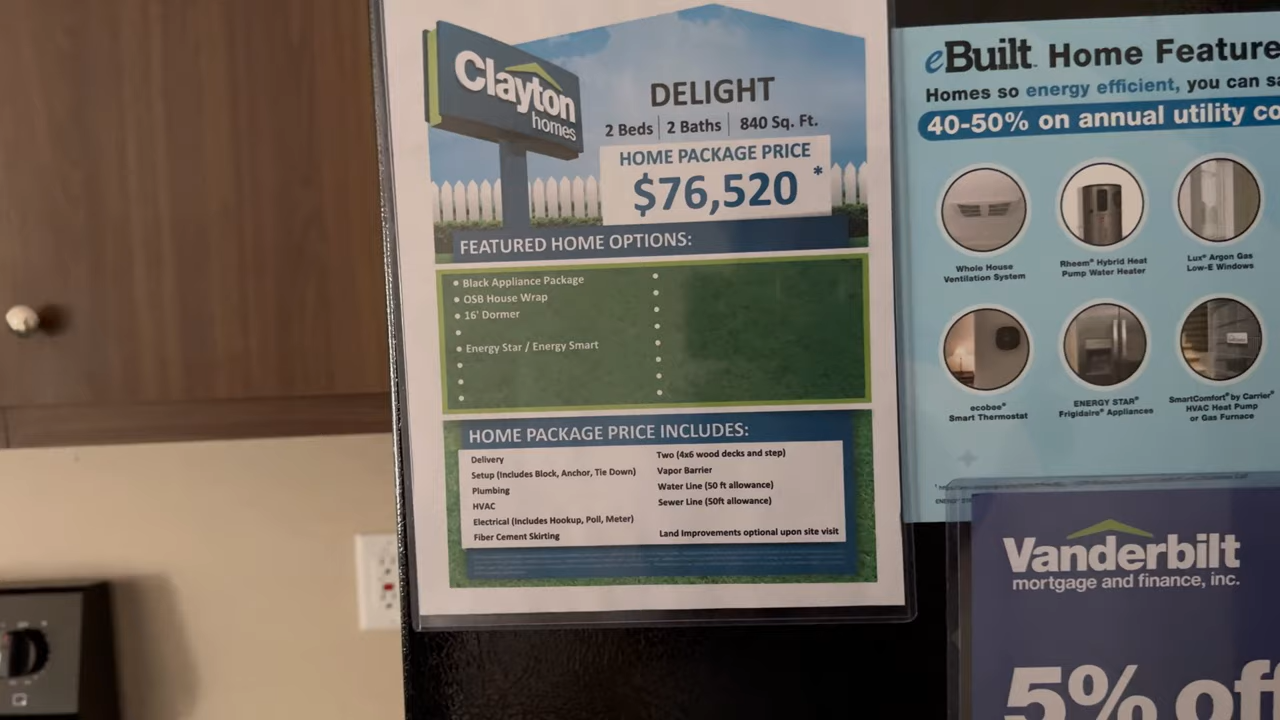 Clayton
homes
DELIGHT
2 Beds | 2 Baths | 840 Sq. Ft.
HOME PACKAGE PRICE
$76,520 *
FEATURED HOME OPTIONS:
• Black Appliance Package
• OSB House Wrap
• 16' Dormer
• Energy Star / Energy Smart
HOME PACKAGE PRICE INCLUDES:
Delivery
Setup (Includes Block, Anchor, Tie Down)
Plumbing
HVAC
Electrical (Includes Hookup, Poll, Meter)
Fiber Cement Skirting
Two (4x6 wood decks and step)
Vapor Barrier
Water Line (50 ft allowance)
Sewer Line (50ft allowance)
Land Improvements optional upon site visit
eBuilt Home Feature
Homes so energy efficient, you can sa
40-50% on annual utility co
Whole House
Ventilation System
Rheem® Hybrid Heat
Pump Water Heater
Lux® Argon Gas
Low-E Windows
ecobee®
Smart Thermostat
ENERGY STAR®
Frigidaire® Appliances
SmartComfort® by Carrier®
HVAC Heat Pump
or Gas Furnace
Vanderbilt
mortgage and finance, inc.
5% off